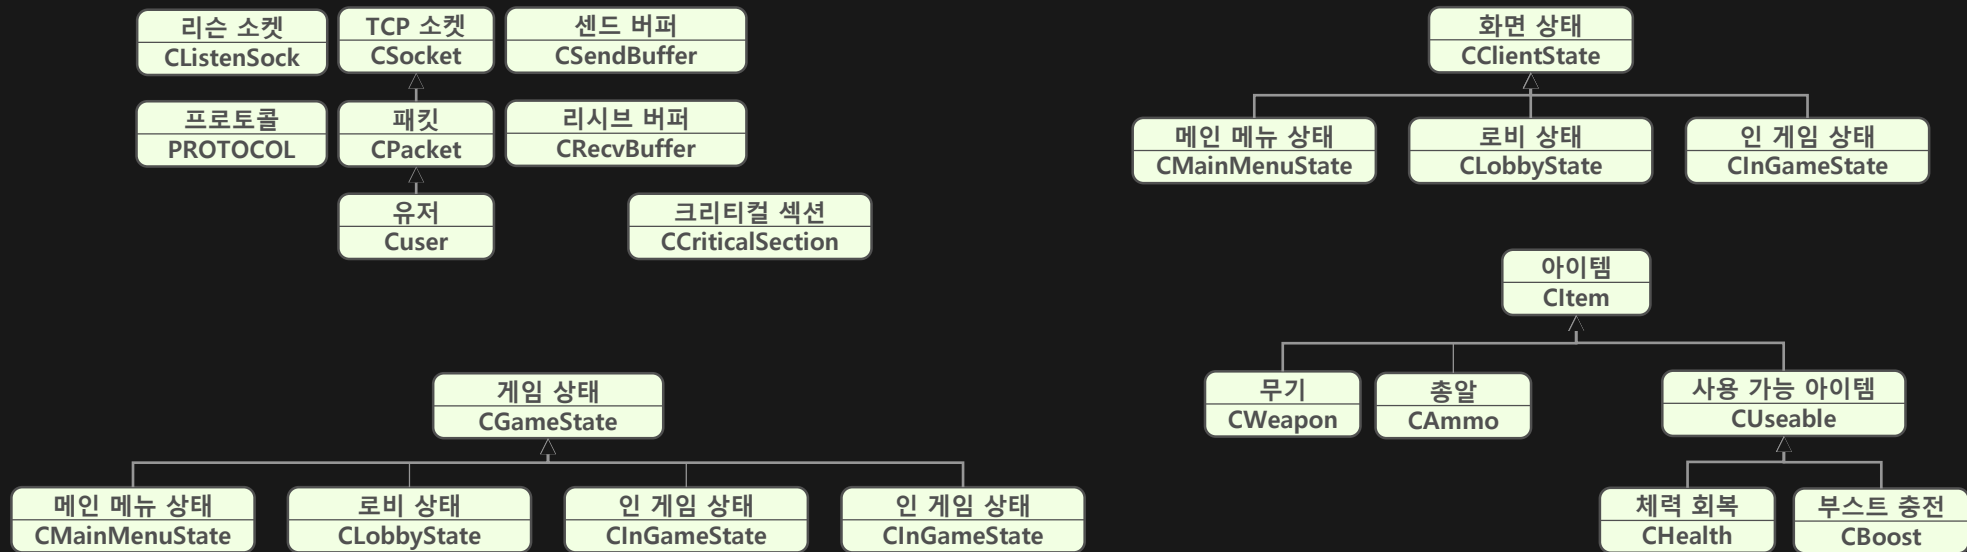 리슨 소켓
CListenSock
TCP 소켓
CSocket
센드 버퍼
CSendBuffer
프로토콜
PROTOCOL
패킷
CPacket
리시브 버퍼
CRecvBuffer
유저
Cuser
크리티컬 섹션
CCriticalSection
화면 상태
CClientState
메인 메뉴 상태
CMainMenuState
로비 상태
CLobbyState
인 게임 상태
CInGameState
아이템
CItem
무기
CWeapon
총알
CAmmo
사용 가능 아이템
CUseable
체력 회복
CHealth
부스트 충전
CBoost
게임 상태
CGameState
메인 메뉴 상태
CMainMenuState
로비 상태
CLobbyState
인 게임 상태
CInGameState
인 게임 상태
CInGameState